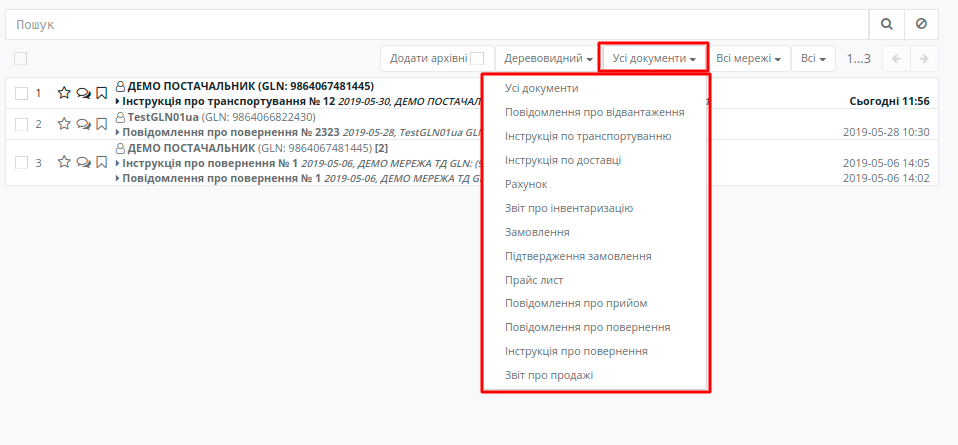 Пошук
Додати архівні Деревовидний Усі документи Всі мережі Всі 1...3
1 ДЕМО ПОСТАЧАЛЬНИК (GLN: 9864067481445)
Інструкція про транспортування № 12 2019-05-30, ДЕМО ПОСТАЧАЛ Сьогодні 11:56
2 TestGLN01ua (GLN: 9864066822430)
Повідомлення про повернення № 2323 2019-05-28, TestGLN01ua GLN 2019-05-28 10:30
3 ДЕМО ПОСТАЧАЛЬНИК (GLN: 9864067481445) [2]
Інструкція про повернення № 1 2019-05-06, ДЕМО МЕРЕЖА ТД GLN: (9 2019-05-06 14:05
Повідомлення про повернення № 1 2019-05-06, ДЕМО МЕРЕЖА ТД G 2019-05-06 14:02
Усі документи
Повідомлення про відвантаження
Інструкція по транспортуванню
Інструкція по доставці
Рахунок
Звіт про інвентаризацію
Замовлення
Підтвердження замовлення
Прайс лист
Повідомлення про прийом
Повідомлення про повернення
Інструкція про повернення
Звіт про продажі